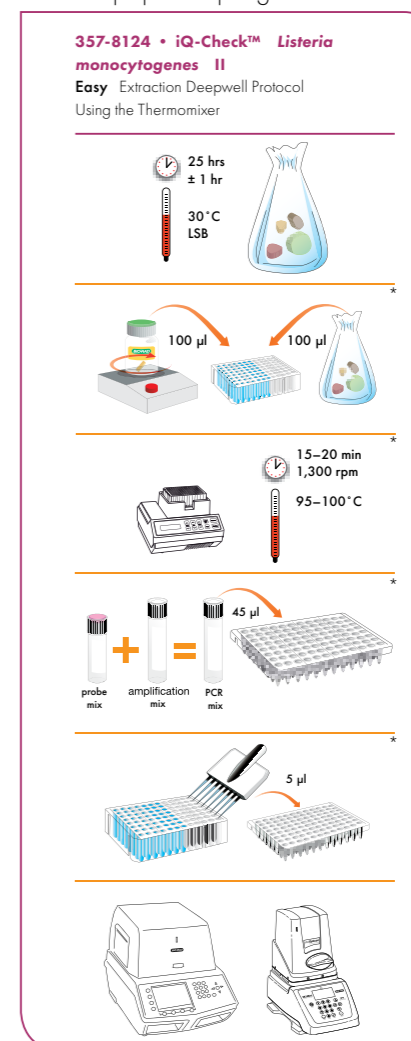 357-8124 • iQ-Check™ Listeria
monocytogenes II
Easy Extraction Deepwell Protocol
Using the Thermomixer
25 hrs
± 1 hr
30˚C
LSB
*
100 µl
100 µl
*
15–20 min
1,300 rpm
95–100˚C
*
45 µl
probe
mix
amplification
mix
PCR
mix
*
5 µl